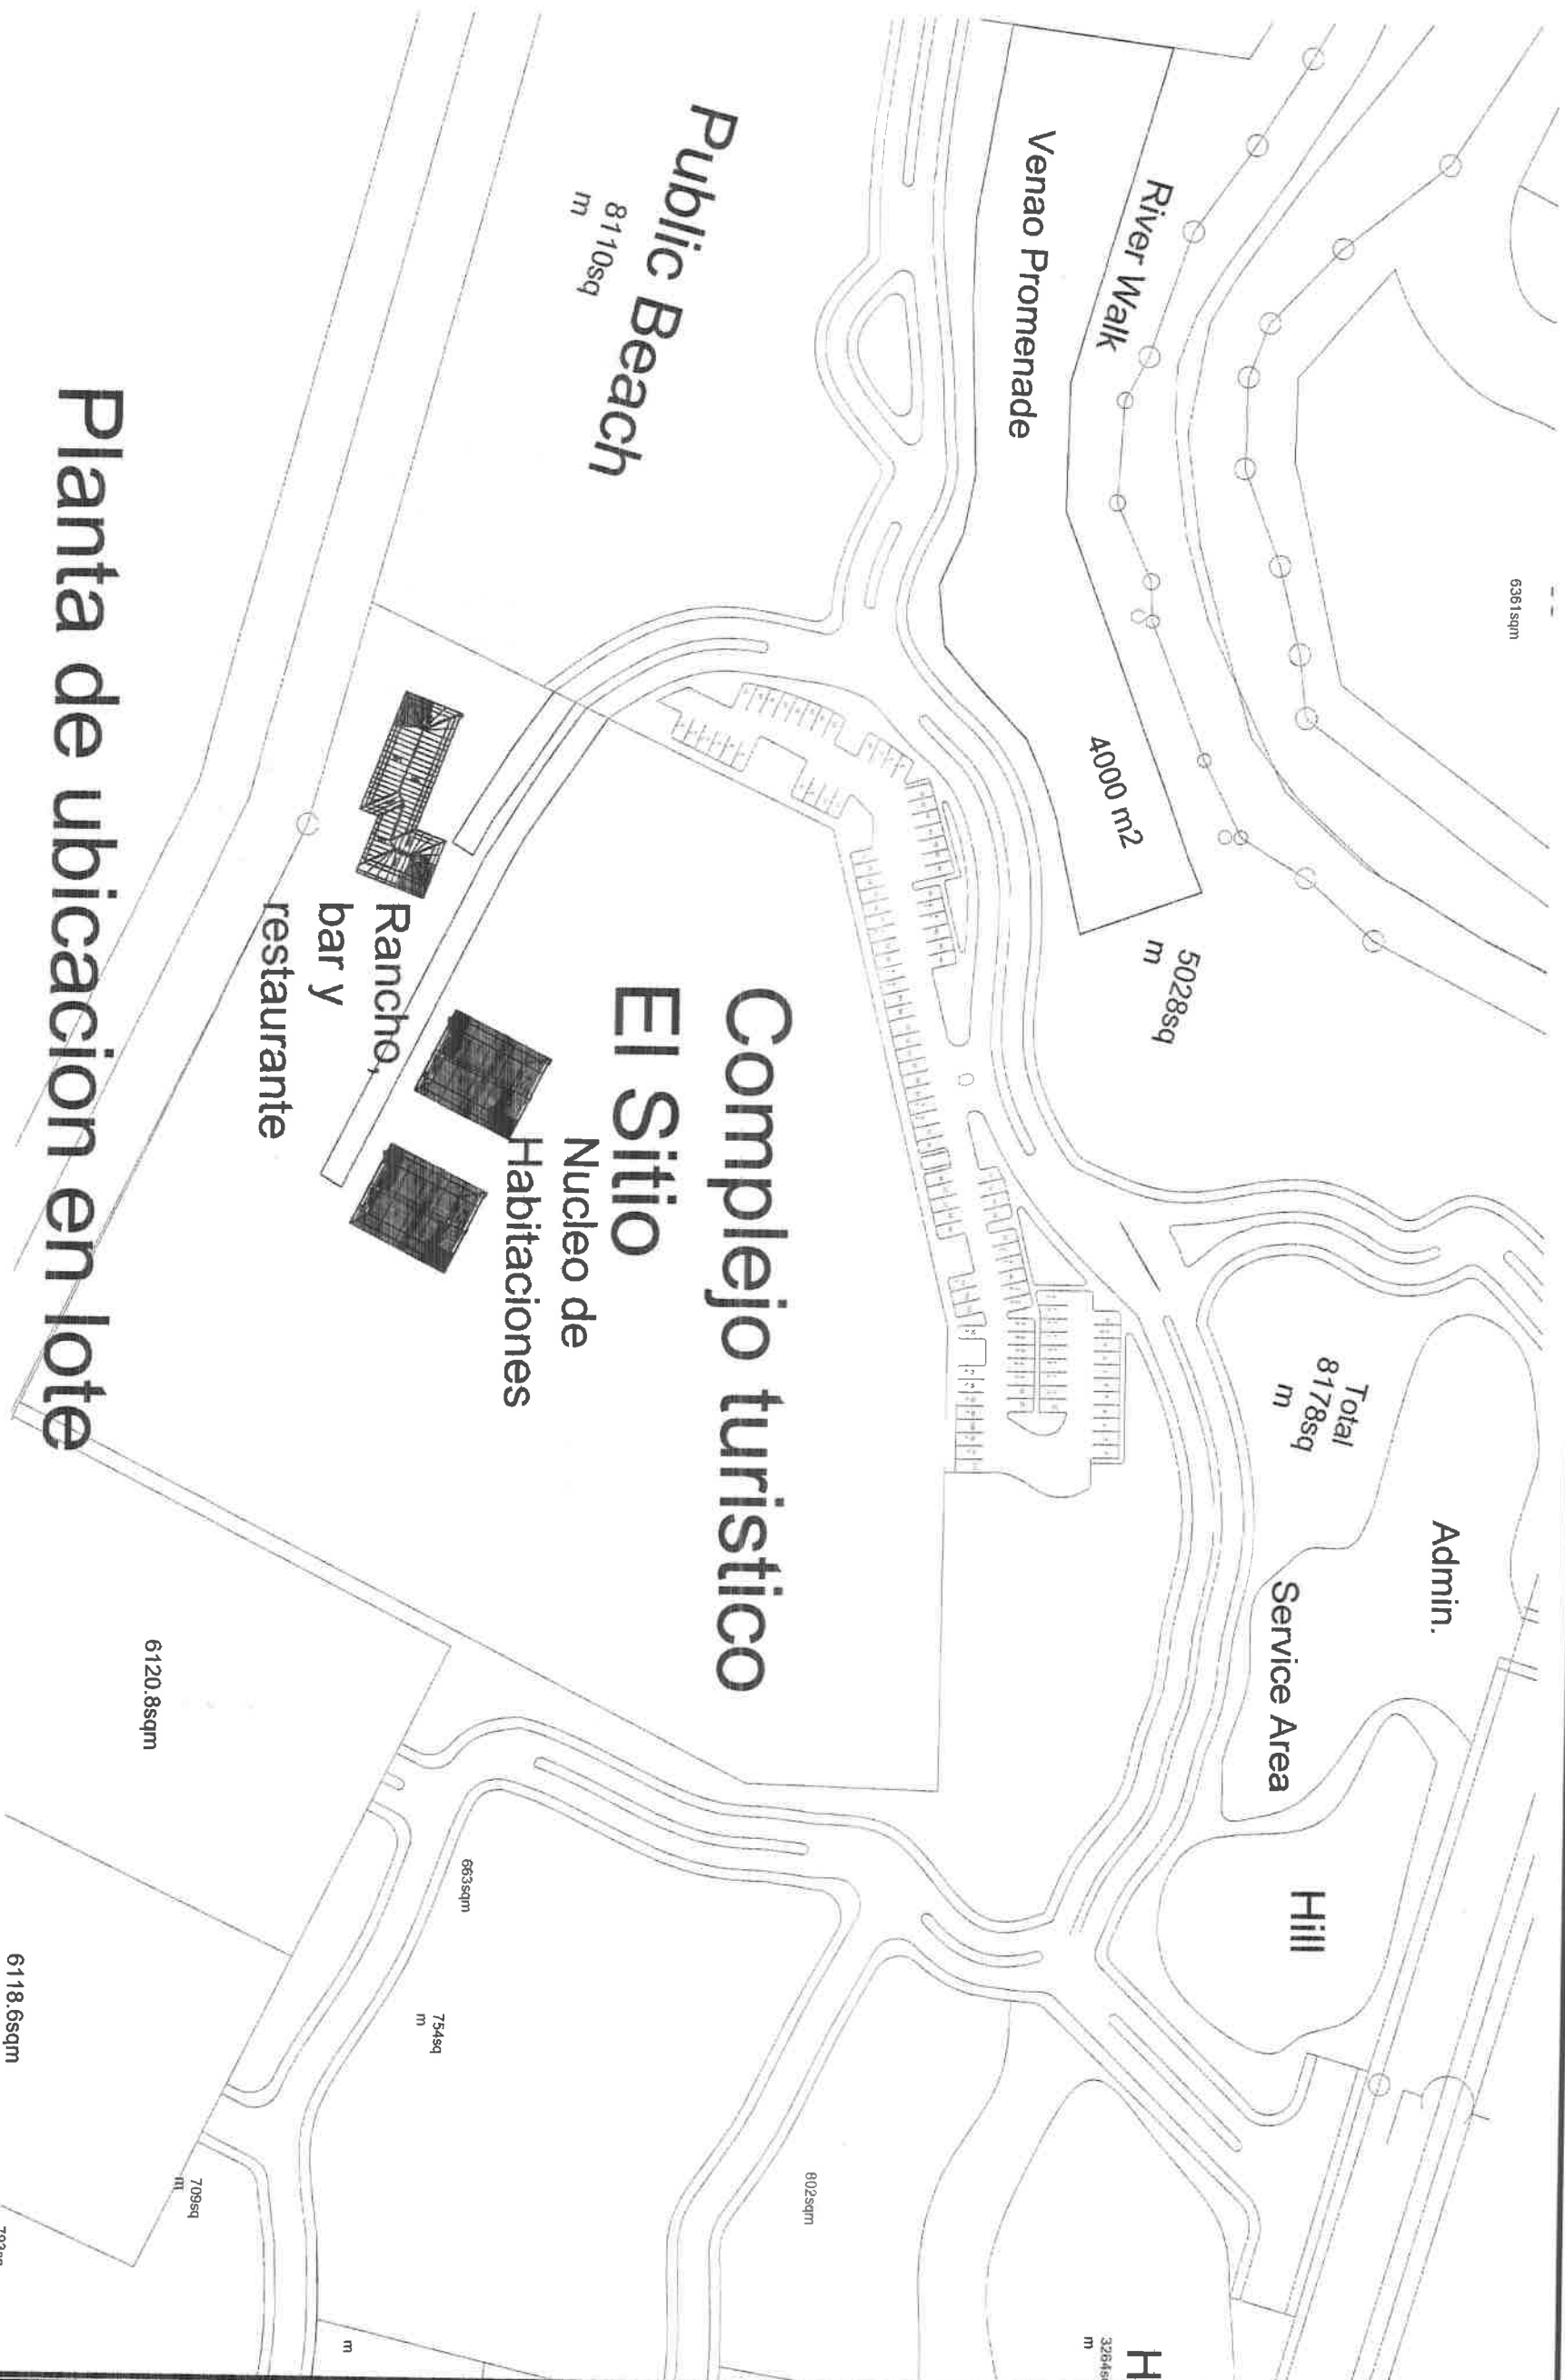 6361sqm
River Walk
Venao Promenade
4000 m2
5028sq
m
Public Beach
8110sq
m
Total
8178sq
m
Admin.
Service Area
Hill
Complejo turistico
El Sitio
Nucleo de
Habitaciones
Rancho,
bar y
restaurante
663sqm
754sq
m
802sqm
709sq
m
m
6120.8sqm
6118.6sqm
Planta de ubicacion en lote